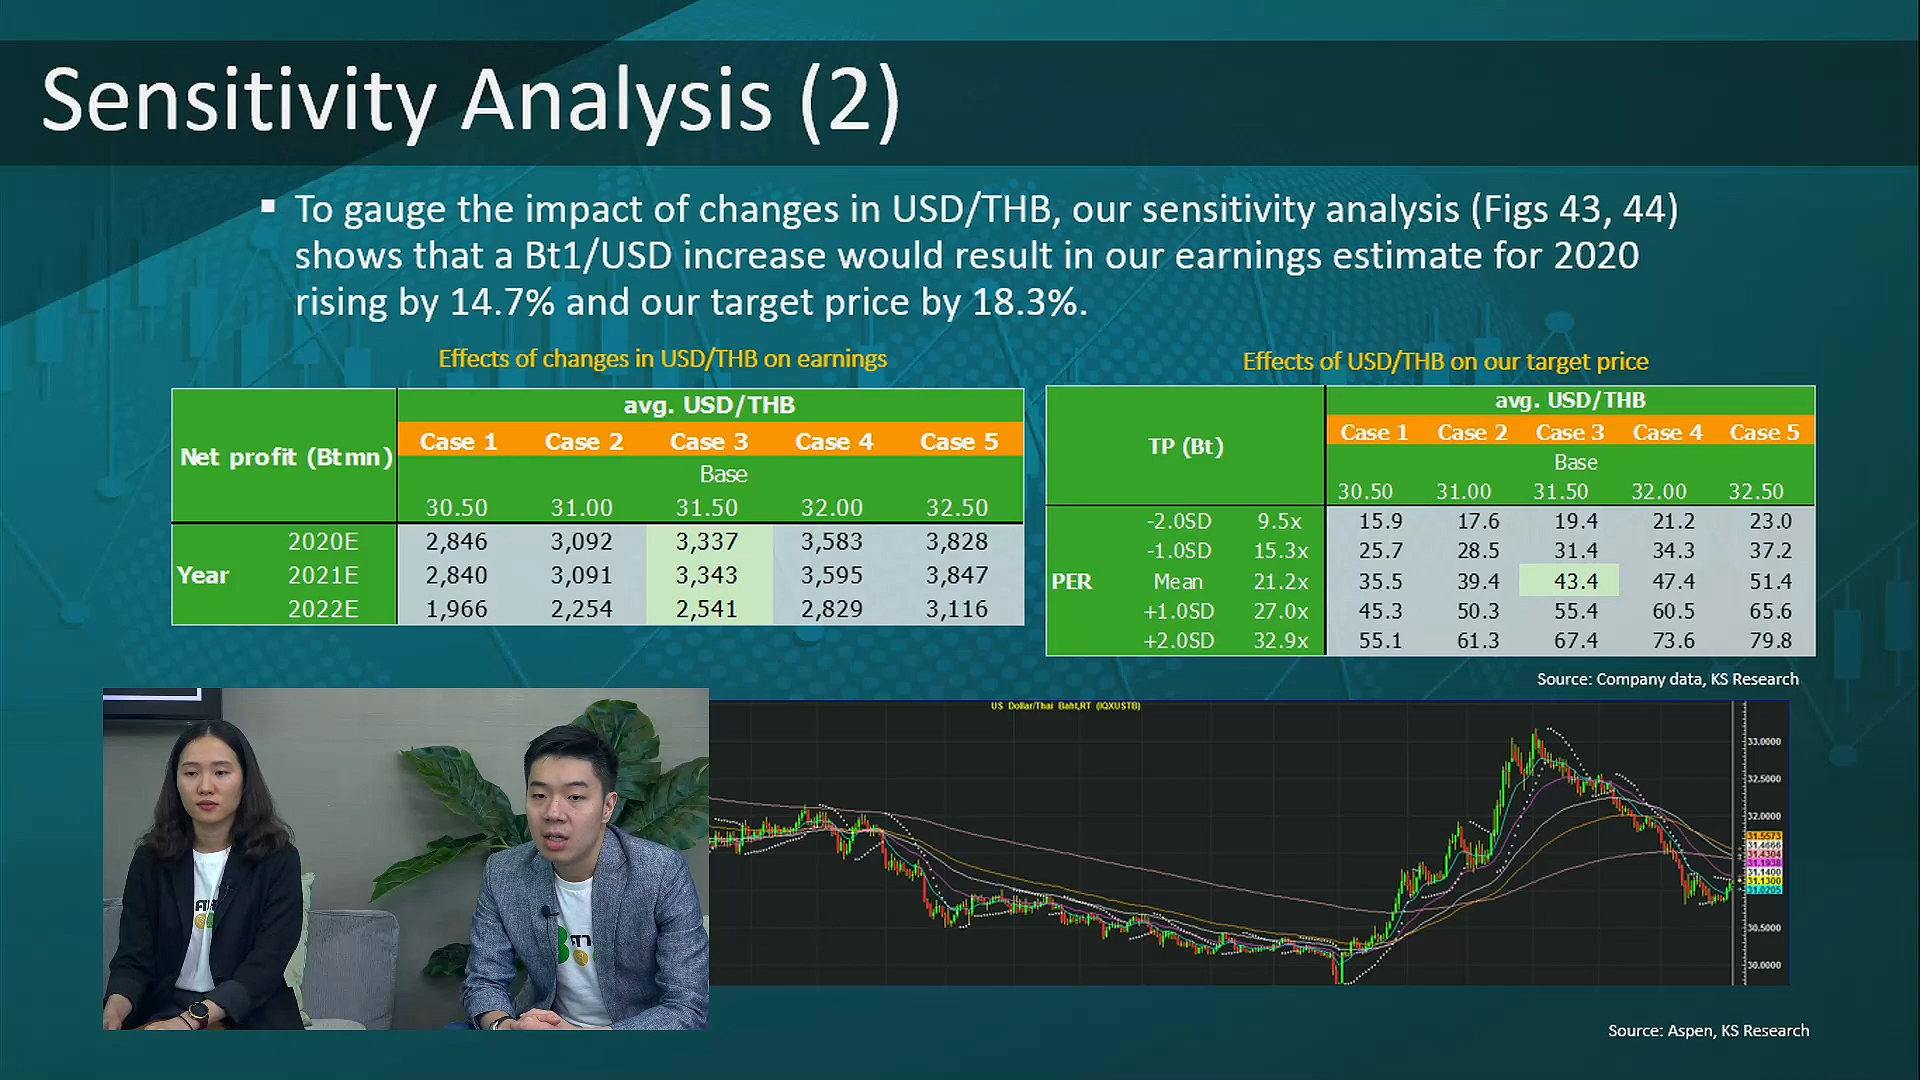 Sensitivity Analysis (2)
▪ To gauge the impact of changes in USD/THB, our sensitivity analysis (Figs 43, 44)
shows that a Bt1/USD increase would result in our earnings estimate for 2020
rising by 14.7% and our target price by 18.3%.
Effects of changes in USD/THB on earnings
Net profit (Btmn)
avg. USD/THB
Case 1 Case 2 Case 3 Case 4 Case 5
Base
30.50 31.00 31.50 32.00 32.50
Year
2020E 2,846 3,092 3,337 3,583 3,828
2021E 2,840 3,091 3,343 3,595 3,847
2022E 1,966 2,254 2,541 2,829 3,116
Effects of USD/THB on our target price
TP (Bt)
avg. USD/THB
Case 1 Case 2 Case 3 Case 4 Case 5
Base
30.50 31.00 31.50 32.00 32.50
PER
-2.0SD 9.5x 15.9 17.6 19.4 21.2 23.0
-1.0SD 15.3x 25.7 28.5 31.4 34.3 37.2
Mean 21.2x 35.5 39.4 43.4 47.4 51.4
+1.0SD 27.0x 45.3 50.3 55.4 60.5 65.6
+2.0SD 32.9x 55.1 61.3 67.4 73.6 79.8
Source: Company data, KS Research
US Dollar/Thai Baht,RT (IQXUSTB)
33.0000
32.5000
32.0000
31.5573
31.4666
31.4304
31.1938
31.1400
31.1300
31.0205
30.5000
30.0000
Source: Aspen, KS Research